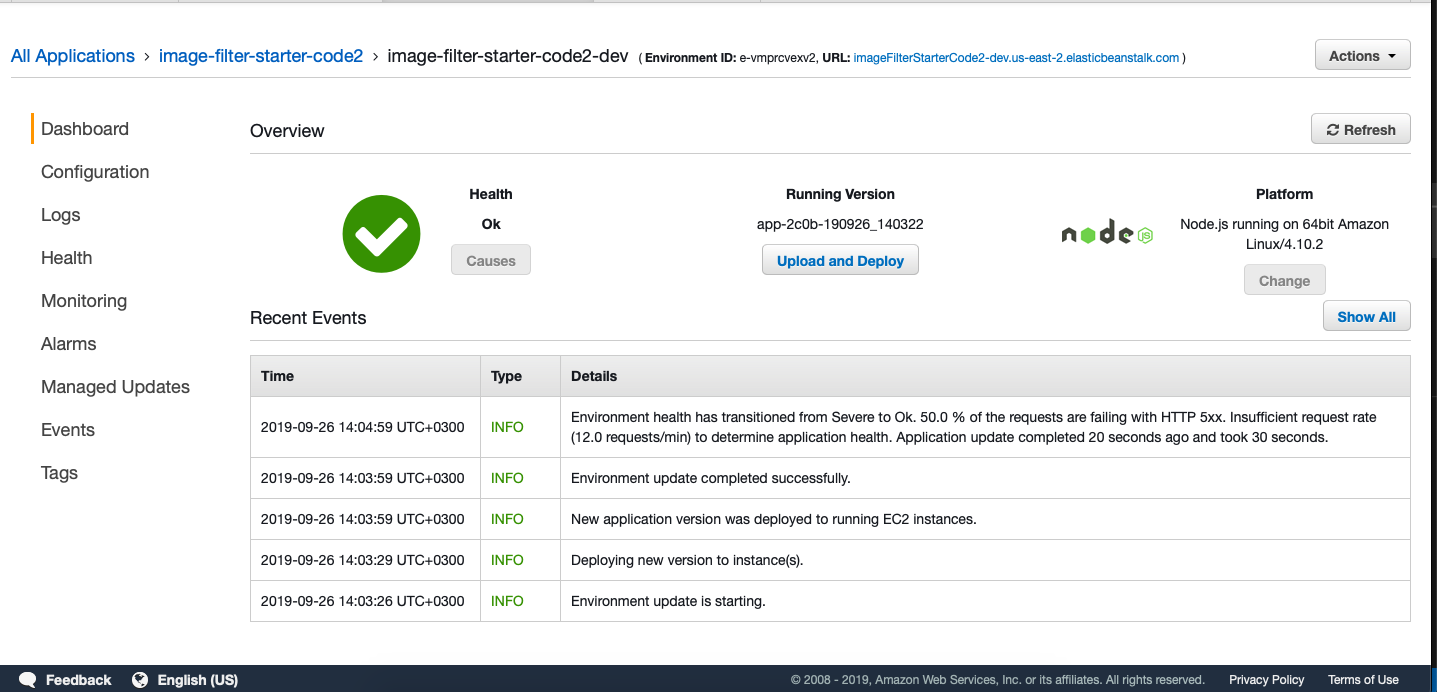 All Applications › image-filter-starter-code2 › image-filter-starter-code2-dev ( Environment ID: e-vmprcvexv2, URL: imageFilterStarterCode2-dev.us-east-2.elasticbeanstalk.com )
Actions
Dashboard
Configuration
Logs
Health
Monitoring
Alarms
Managed Updates
Events
Tags
Overview
Refresh
Health
Ok
Causes
Running Version
app-2c0b-190926_140322
Upload and Deploy
node JS
Platform
Node.js running on 64bit Amazon
Linux/4.10.2
Change
Recent Events
Show All
Time Type Details
2019-09-26 14:04:59 UTC+0300 INFO Environment health has transitioned from Severe to Ok. 50.0 % of the requests are failing with HTTP 5xx. Insufficient request rate
(12.0 requests/min) to determine application health. Application update completed 20 seconds ago and took 30 seconds.
2019-09-26 14:03:59 UTC+0300 INFO Environment update completed successfully.
2019-09-26 14:03:59 UTC+0300 INFO New application version was deployed to running EC2 instances.
2019-09-26 14:03:29 UTC+0300 INFO Deploying new version to instance(s).
2019-09-26 14:03:26 UTC+0300 INFO Environment update is starting.
Feedback English (US) © 2008 - 2019, Amazon Web Services, Inc. or its affiliates. All rights reserved. Privacy Policy Terms of Use